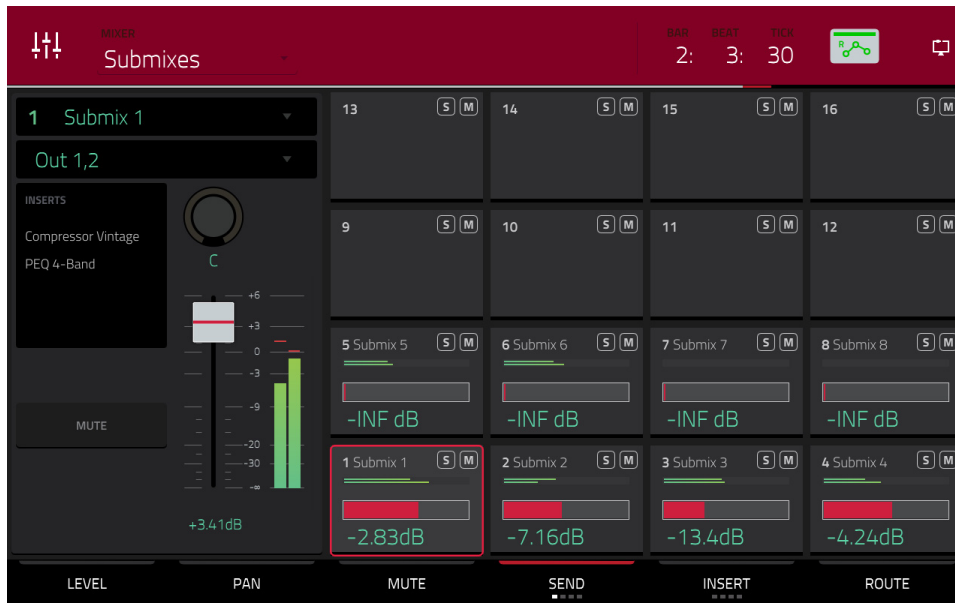 MIXER
Submixes
BAR BEAT TICK
2: 3: 30
R
1 Submix 1
Out 1,2
INSERTS
Compressor Vintage
PEQ 4-Band
C
+6
+3
0
-3
-9
-20
-30
-∞
MUTE
+3.41dB
13 S M
14 S M
15 S M
16 S M
9 S M
10 S M
11 S M
12 S M
5 Submix 5 S M
-INF dB
6 Submix 6 S M
-INF dB
7 Submix 7 S M
-INF dB
8 Submix 8 S M
-INF dB
1 Submix 1 S M
-2.83dB
2 Submix 2 S M
-7.16dB
3 Submix 3 S M
-13.4dB
4 Submix 4 S M
-4.24dB
LEVEL PAN MUTE SEND INSERT ROUTE